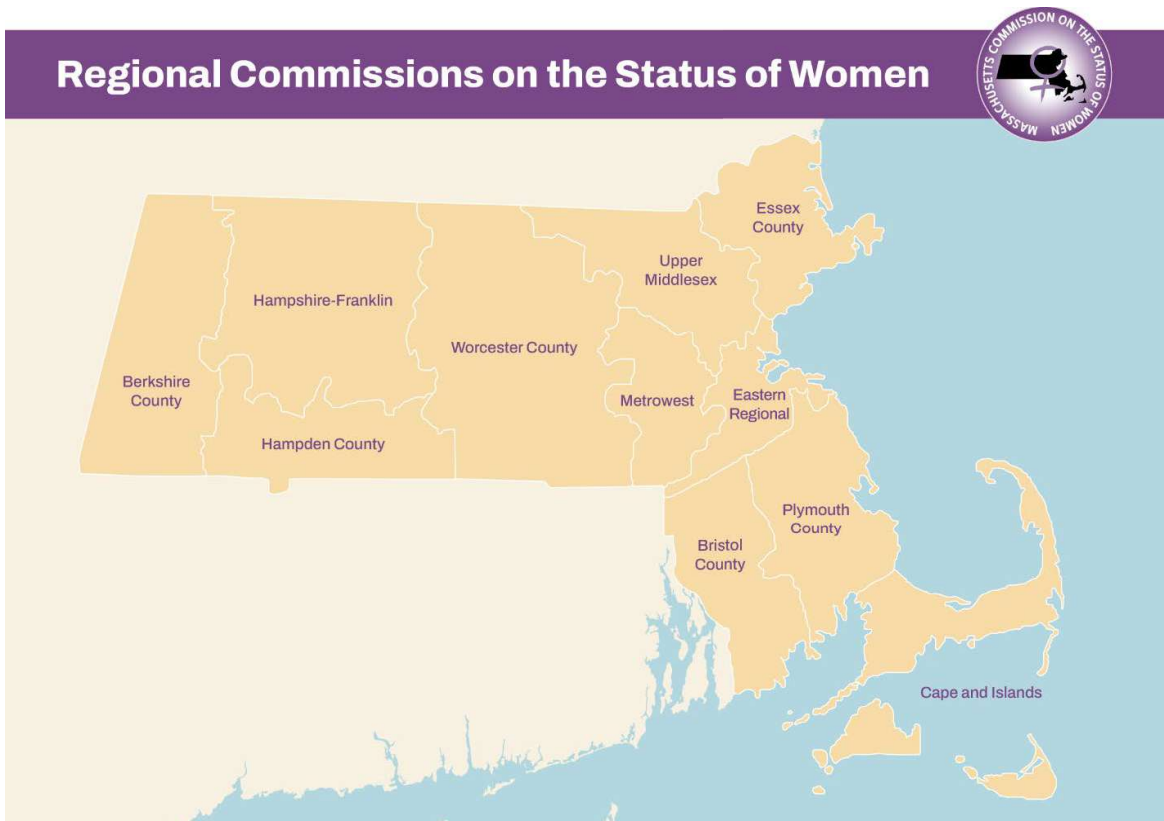 Regional Commissions on the Status of Women
MASSACHUSETTS COMMISSION ON THE STATUS OF WOMEN
Essex
County
Upper
Middlesex
Hampshire-Franklin
Worcester County
Berkshire
County
Metrowest
Eastern
Regional
Hampden County
Plymouth
County
Bristol
County
Cape and Islands